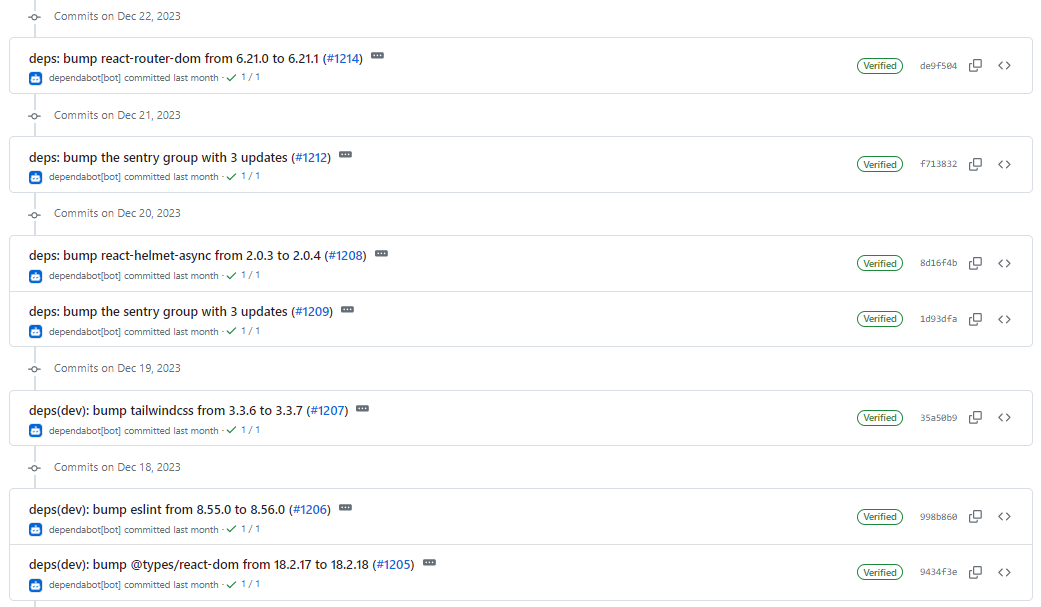 Commits on Dec 22, 2023
deps: bump react-router-dom from 6.21.0 to 6.21.1 (#1214)
Verified de9f504
dependabot[bot] committed last month · 1 / 1
Commits on Dec 21, 2023
deps: bump the sentry group with 3 updates (#1212)
Verified f713832
dependabot[bot] committed last month · 1 / 1
Commits on Dec 20, 2023
deps: bump react-helmet-async from 2.0.3 to 2.0.4 (#1208)
Verified 8d16f4b
dependabot[bot] committed last month · 1 / 1
deps: bump the sentry group with 3 updates (#1209)
Verified 1d93dfa
dependabot[bot] committed last month · 1 / 1
Commits on Dec 19, 2023
deps(dev): bump tailwindcss from 3.3.6 to 3.3.7 (#1207)
Verified 35a50b9
dependabot[bot] committed last month · 1 / 1
Commits on Dec 18, 2023
deps(dev): bump eslint from 8.55.0 to 8.56.0 (#1206)
Verified 998b860
dependabot[bot] committed last month · 1 / 1
deps(dev): bump @types/react-dom from 18.2.17 to 18.2.18 (#1205)
Verified 9434f3e
dependabot[bot] committed last month · 1 / 1